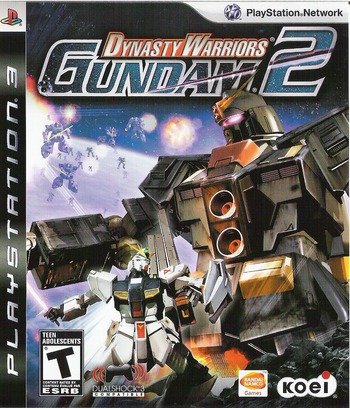 PlayStation Network
PLAYSTATION 3
DYNASTY WARRIORS
GUNDAM 2
TEEN
ADOLESCENTS
T
CONTENT RATED BY
ESRB
DUALSHOCK 3
COMPATIBLE
BANDAI
NAMCO
Games
KOEI